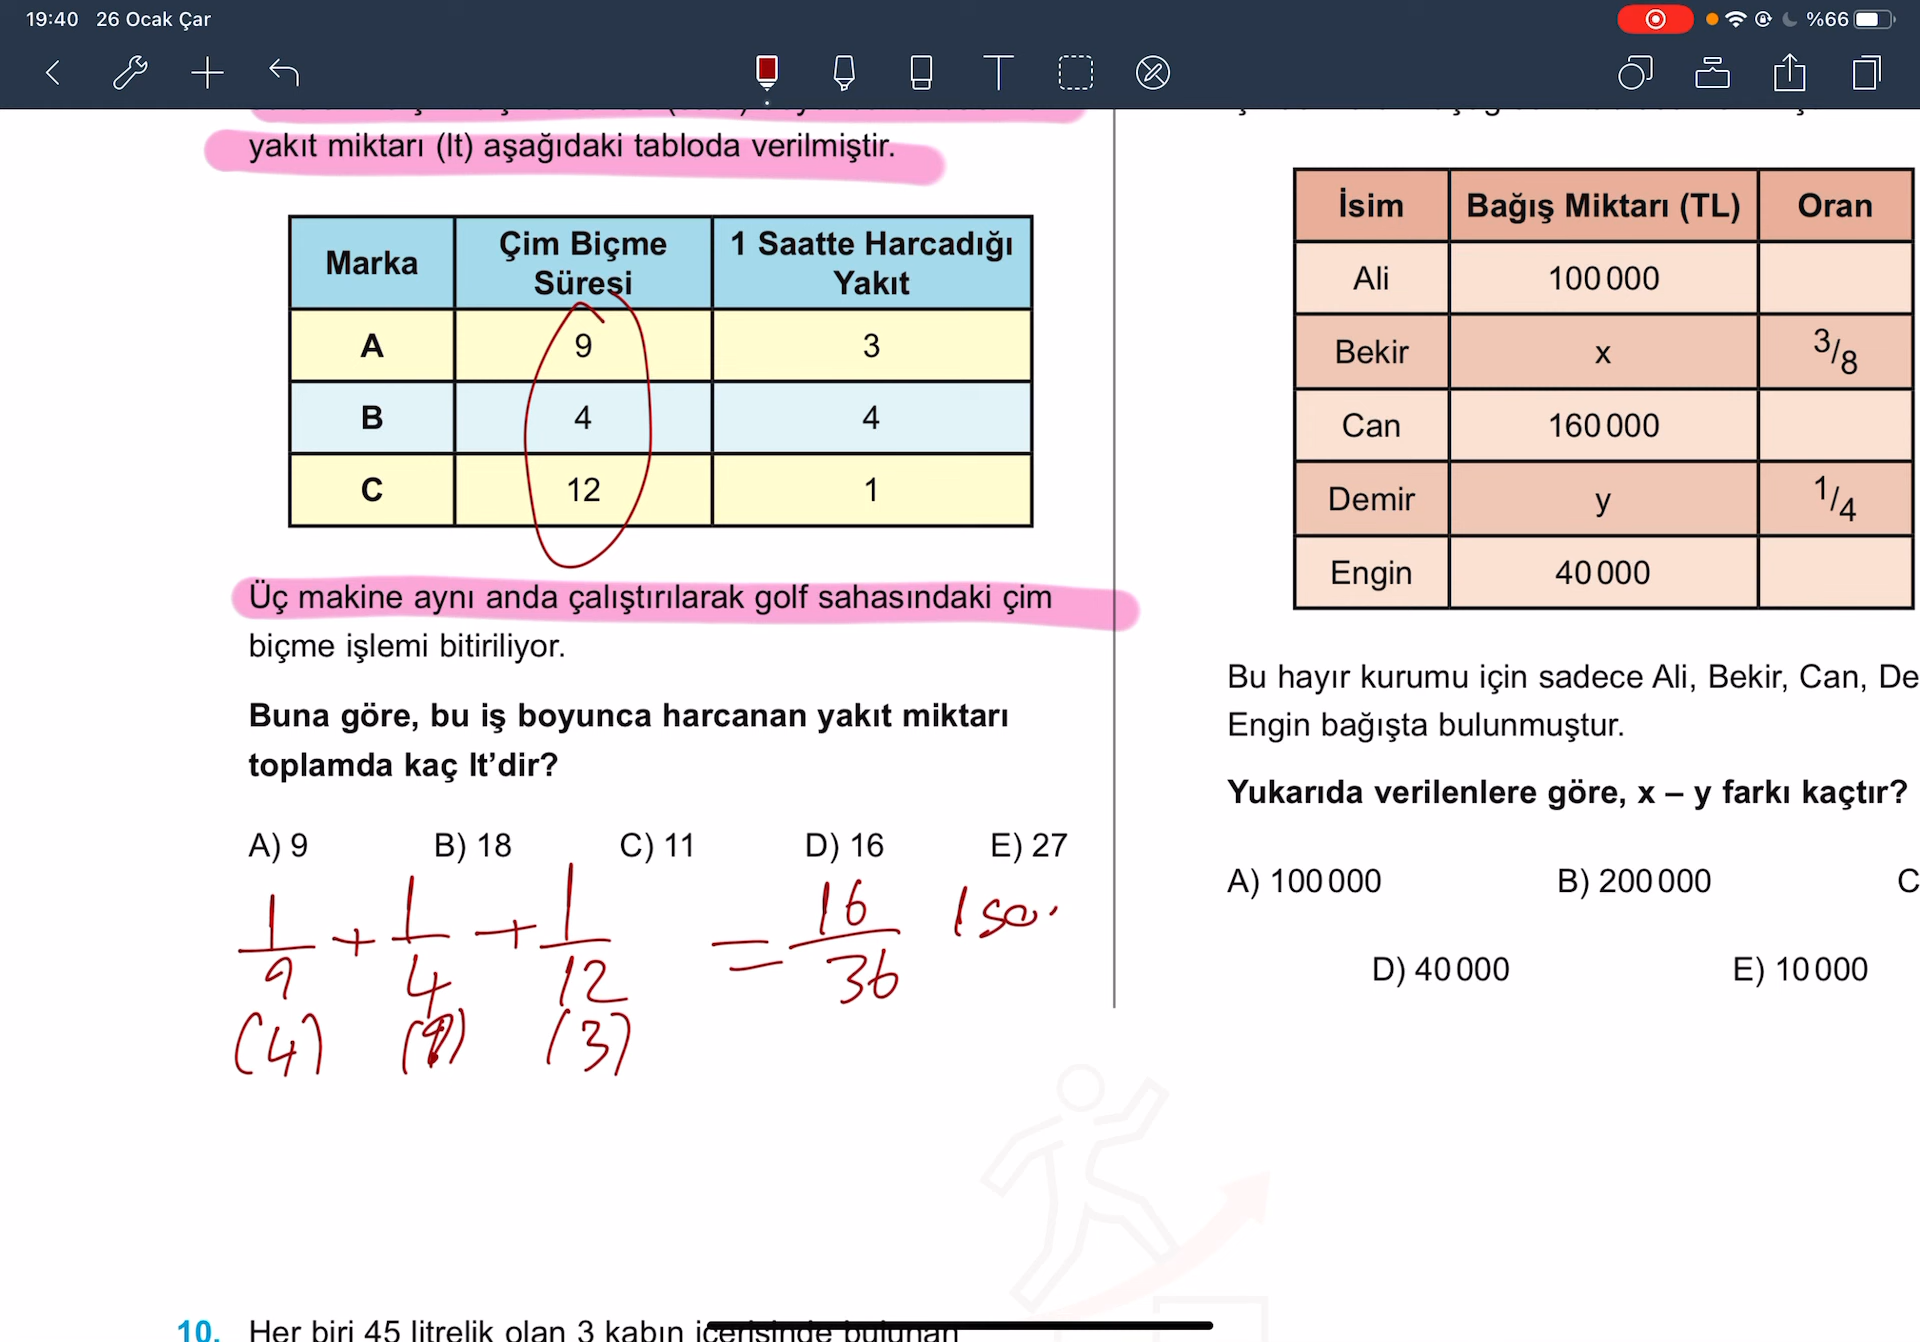 19:40 26 Ocak Çar
%66
yakıt miktarı (lt) aşağıdaki tabloda verilmiştir.
Marka Çim Biçme Süresi 1 Saatte Harcadığı Yakıt
A 9 3
B 4 4
C 12 1
Üç makine aynı anda çalıştırılarak golf sahasındaki çim
biçme işlemi bitiriliyor.
Buna göre, bu iş boyunca harcanan yakıt miktarı
toplamda kaç lt'dir?
A) 9 B) 18 C) 11 D) 16 E) 27
1/9 + 1/4 + 1/12 = 16/36 1 sa.
(4) (9) (3)
10. Her biri 45 litrelik olan 3 kabın içerisinde bulunan
İsim Bağış Miktarı (TL) Oran
Ali 100 000
Bekir x 3/8
Can 160 000
Demir y 1/4
Engin 40 000
Bu hayır kurumu için sadece Ali, Bekir, Can, De
Engin bağışta bulunmuştur.
Yukarıda verilenlere göre, x – y farkı kaçtır?
A) 100 000 B) 200 000 C
D) 40 000 E) 10 000